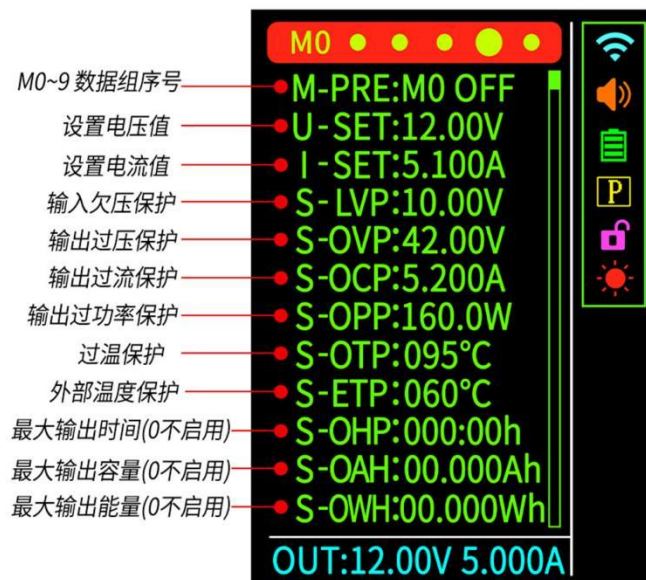 M0
M0~9 数据组序号 M-PRE:M0 OFF
设置电压值 U-SET:12.00V
设置电流值 I-SET:5.100A
输入欠压保护 S-LVP:10.00V
输出过压保护 S-OVP:42.00V
输出过流保护 S-OCP:5.200A
输出过功率保护 S-OPP:160.0W
过温保护 S-OTP:095℃
外部温度保护 S-ETP:060℃
最大输出时间(0不启用) S-OHP:000:00h
最大输出容量(0不启用) S-OAH:00.000Ah
最大输出能量(0不启用) S-OWH:00.000Wh
P
OUT:12.00V 5.000A